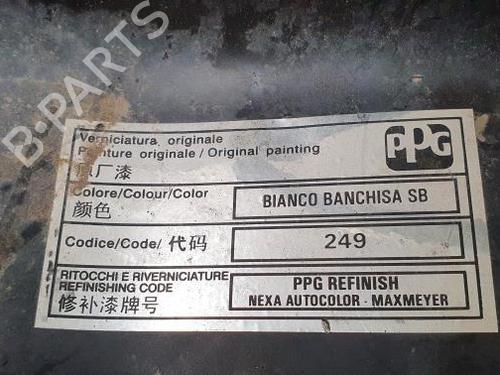 B-PARTS
Verniciatura originale
Peinture originale/Original painting
原厂漆
PPG
Colore/Colour/Color
颜色
BIANCO BANCHISA SB
Codice/Code/代码
249
RITOCCHI E RIVERNICIATURE
REFINISHING CODE
修补漆牌号
PPG REFINISH
NEXA AUTOCOLOR - MAXMEYER